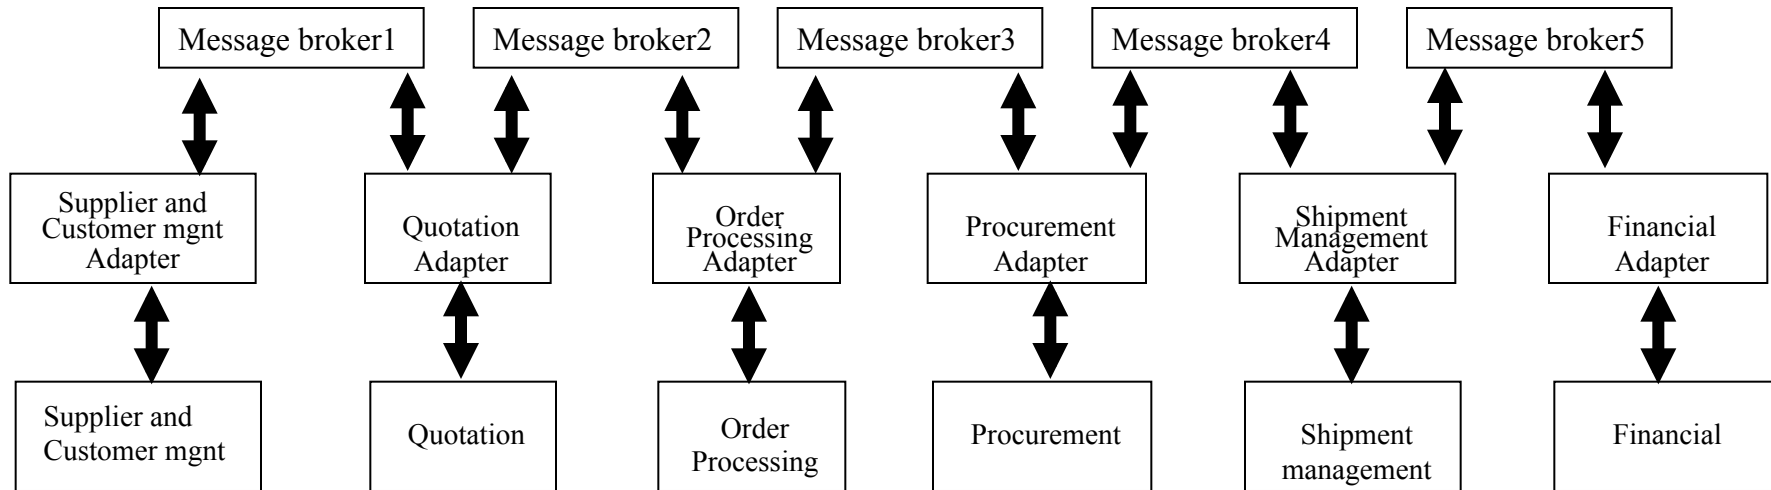 Message broker1
Message broker2
Message broker3
Message broker4
Message broker5
Supplier and
Customer mgnt
Adapter
Quotation
Adapter
Order
Processing
Adapter
Procurement
Adapter
Shipment
Management
Adapter
Financial
Adapter
Supplier and
Customer mgnt
Quotation
Order
Processing
Procurement
Shipment
management
Financial